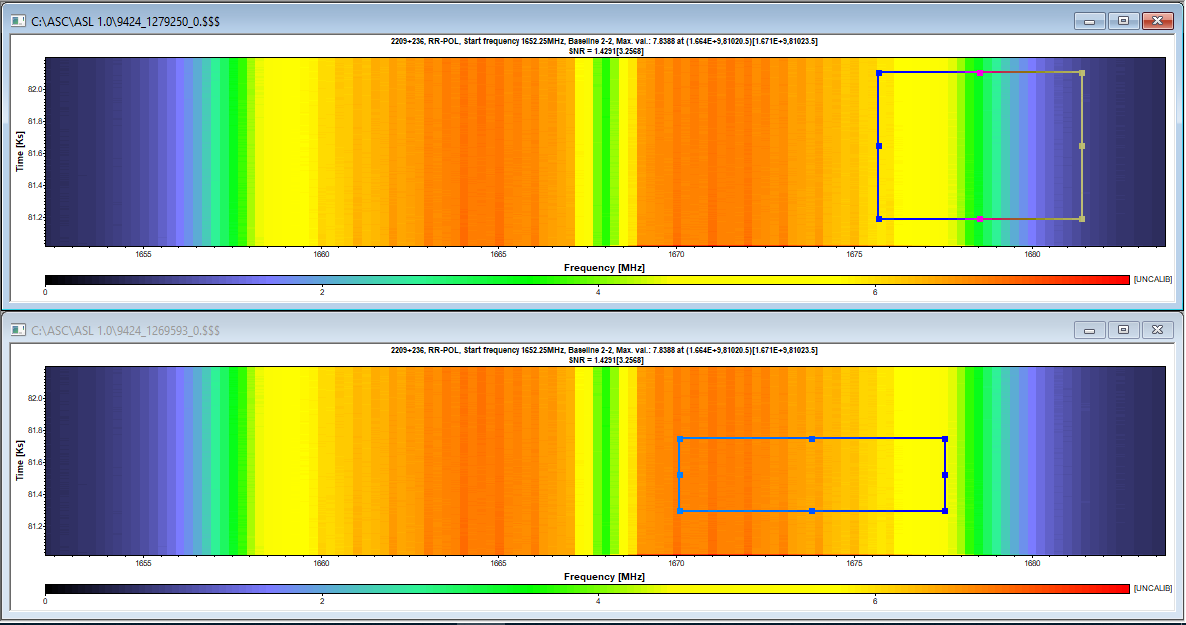 C:\ASC\ASL 1.0\9424_1279250_0.$$$
2209+236, RR-POL, Start frequency 1652.25MHz, Baseline 2-2, Max. val.: 7.8388 at (1.664E+9,81020.5)[1.671E+9,81023.5]
SNR = 1.4291[3.2568]
Time [Ks]
82.0
81.8
81.6
81.4
81.2
1655 1660 1665 1670 1675 1680
Frequency [MHz]
[UNCALIB]
0 2 4 6
C:\ASC\ASL 1.0\9424_1269593_0.$$$
2209+236, RR-POL, Start frequency 1652.25MHz, Baseline 2-2, Max. val.: 7.8388 at (1.664E+9,81020.5)[1.671E+9,81023.5]
SNR = 1.4291[3.2568]
Time [Ks]
82.0
81.8
81.6
81.4
81.2
1655 1660 1665 1670 1675 1680
Frequency [MHz]
[UNCALIB]
0 2 4 6